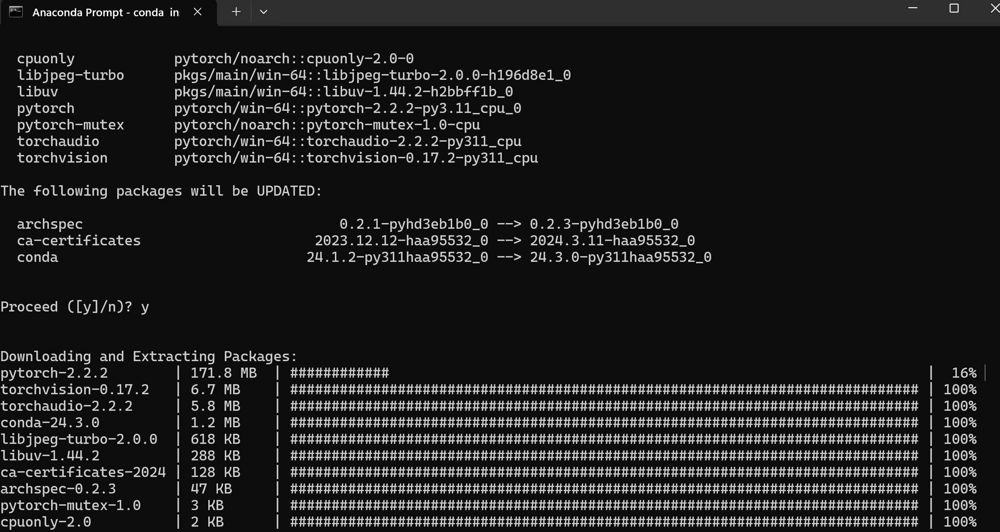 Anaconda Prompt - conda in
cpuonly pytorch/noarch::cpuonly-2.0-0
libjpeg-turbo pkgs/main/win-64::libjpeg-turbo-2.0.0-h196d8e1_0
libuv pkgs/main/win-64::libuv-1.44.2-h2bbff1b_0
pytorch pytorch/win-64::pytorch-2.2.2-py3.11_cpu_0
pytorch-mutex pytorch/noarch::pytorch-mutex-1.0-cpu
torchaudio pytorch/win-64::torchaudio-2.2.2-py311_cpu
torchvision pytorch/win-64::torchvision-0.17.2-py311_cpu
The following packages will be UPDATED:
archspec 0.2.1-pyhd3eb1b0_0 --> 0.2.3-pyhd3eb1b0_0
ca-certificates 2023.12.12-haa95532_0 --> 2024.3.11-haa95532_0
conda 24.1.2-py311haa95532_0 --> 24.3.0-py311haa95532_0
Proceed ([y]/n)? y
Downloading and Extracting Packages:
pytorch-2.2.2 | 171.8 MB | ############ | 16%
torchvision-0.17.2 | 6.7 MB | ############################################################################ | 100%
torchaudio-2.2.2 | 5.8 MB | ############################################################################ | 100%
conda-24.3.0 | 1.2 MB | ############################################################################ | 100%
libjpeg-turbo-2.0.0 | 618 KB | ############################################################################ | 100%
libuv-1.44.2 | 288 KB | ############################################################################ | 100%
ca-certificates-2024 | 128 KB | ############################################################################ | 100%
archspec-0.2.3 | 47 KB | ############################################################################ | 100%
pytorch-mutex-1.0 | 3 KB | ############################################################################ | 100%
cpuonly-2.0 | 2 KB | ############################################################################ | 100%